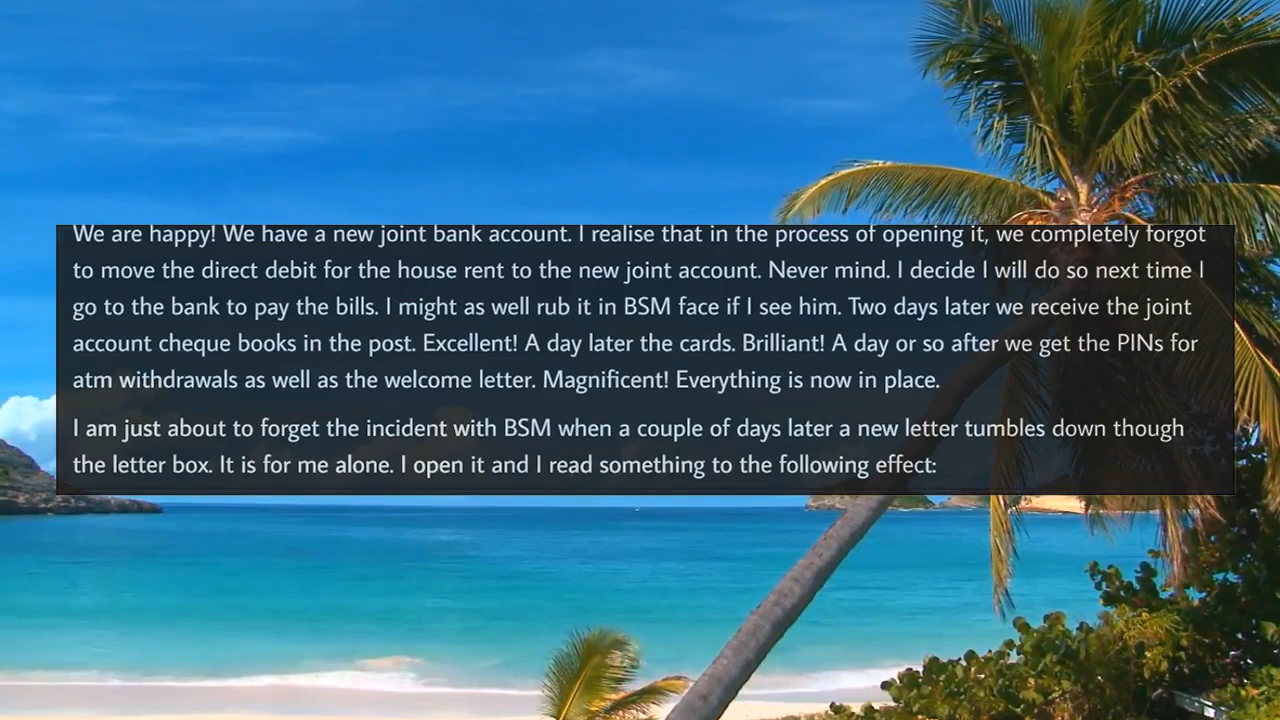 We are happy! We have a new joint bank account. I realise that in the process of opening it, we completely forgot
to move the direct debit for the house rent to the new joint account. Never mind. I decide I will do so next time I
go to the bank to pay the bills. I might as well rub it in BSM face if I see him. Two days later we receive the joint
account cheque books in the post. Excellent! A day later the cards. Brilliant! A day or so after we get the PINs for
atm withdrawals as well as the welcome letter. Magnificent! Everything is now in place.
I am just about to forget the incident with BSM when a couple of days later a new letter tumbles down though
the letter box. It is for me alone. I open it and I read something to the following effect: